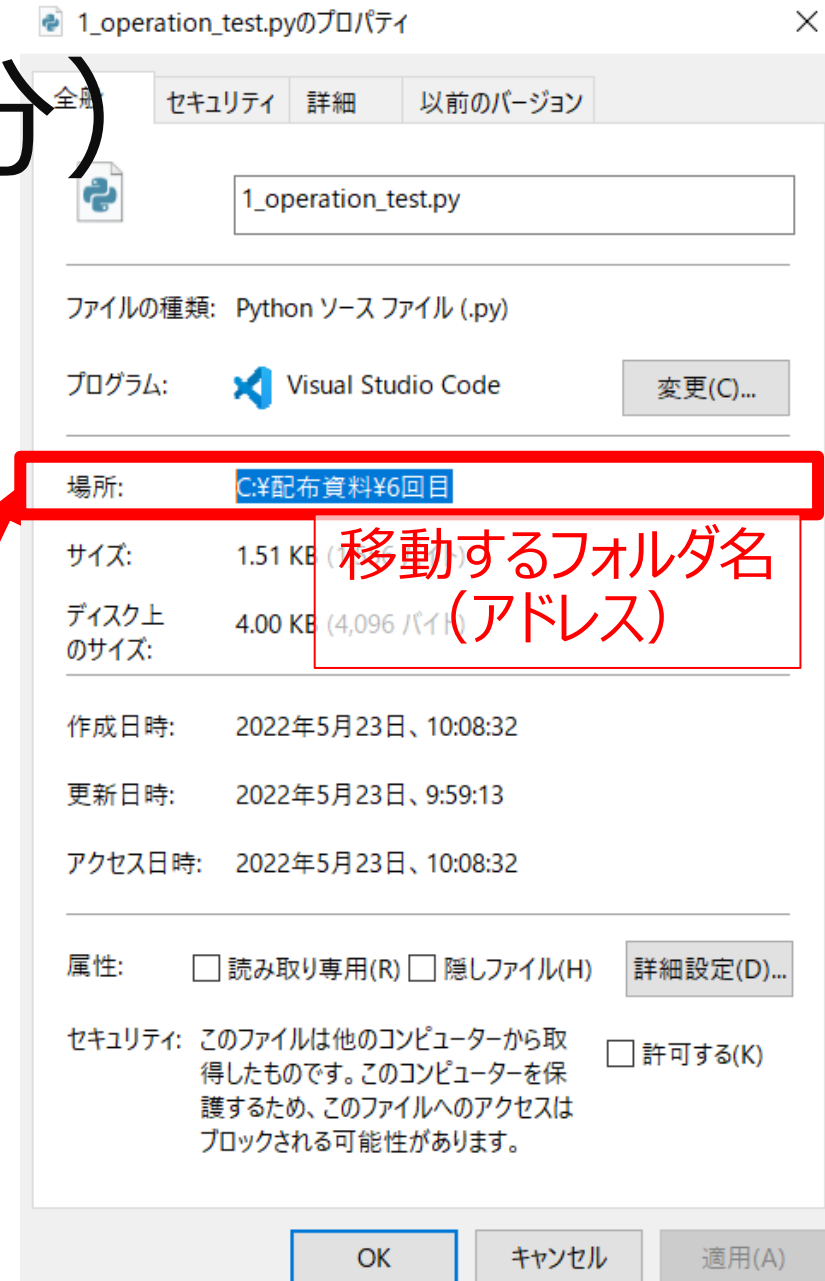 1_operation_test.pyのプロパティ
分）
全般 セキュリティ 詳細 以前のバージョン
1_operation_test.py
ファイルの種類: Python ソース ファイル (.py)
プログラム: Visual Studio Code 変更(C)...
場所: C:¥配布資料¥6回目
移動するフォルダ名
（アドレス）
サイズ: 1.51 KB
ディスク上
のサイズ: 4.00 KB (4,096 バイト)
作成日時: 2022年5月23日、10:08:32
更新日時: 2022年5月23日、9:59:13
アクセス日時: 2022年5月23日、10:08:32
属性: 読み取り専用(R) 隠しファイル(H) 詳細設定(D)...
セキュリティ: このファイルは他のコンピューターから取
得したものです。このコンピューターを保
護するため、このファイルへのアクセスは
ブロックされる可能性があります。
許可する(K)
OK キャンセル 適用(A)